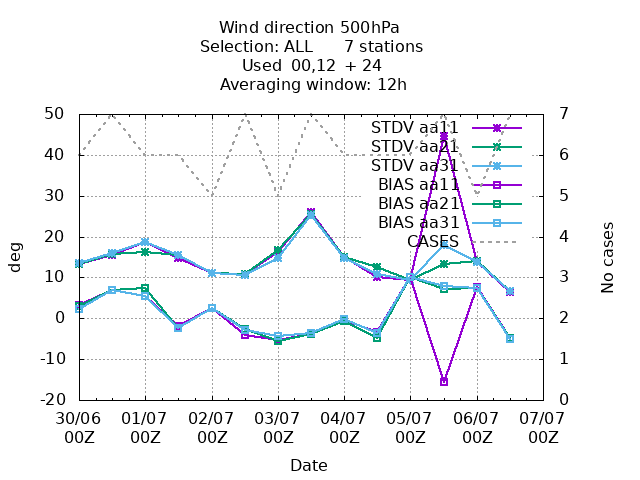 Wind direction 500hPa
Selection: ALL 7 stations
Used 00,12 + 24
Averaging window: 12h
50 7
STDV aa11
STDV aa21
40 6
STDV aa31
BIAS aa11
30 5
BIAS aa21
BIAS aa31
20 4
CASES
10 3
0 2
-10 1
-20 0
deg
No cases
30/06 01/07 02/07 03/07 04/07 05/07 06/07 07/07
00Z 00Z 00Z 00Z 00Z 00Z 00Z 00Z
Date